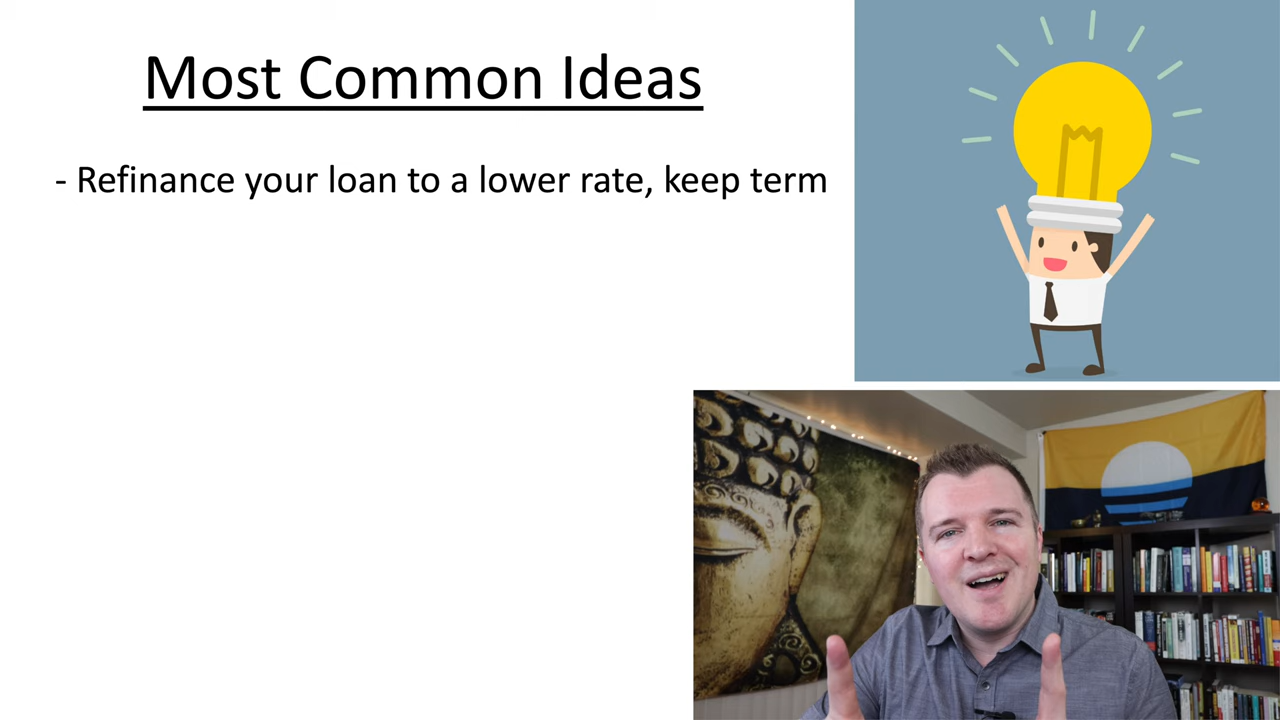 Most Common Ideas
- Refinance your loan to a lower rate, keep term